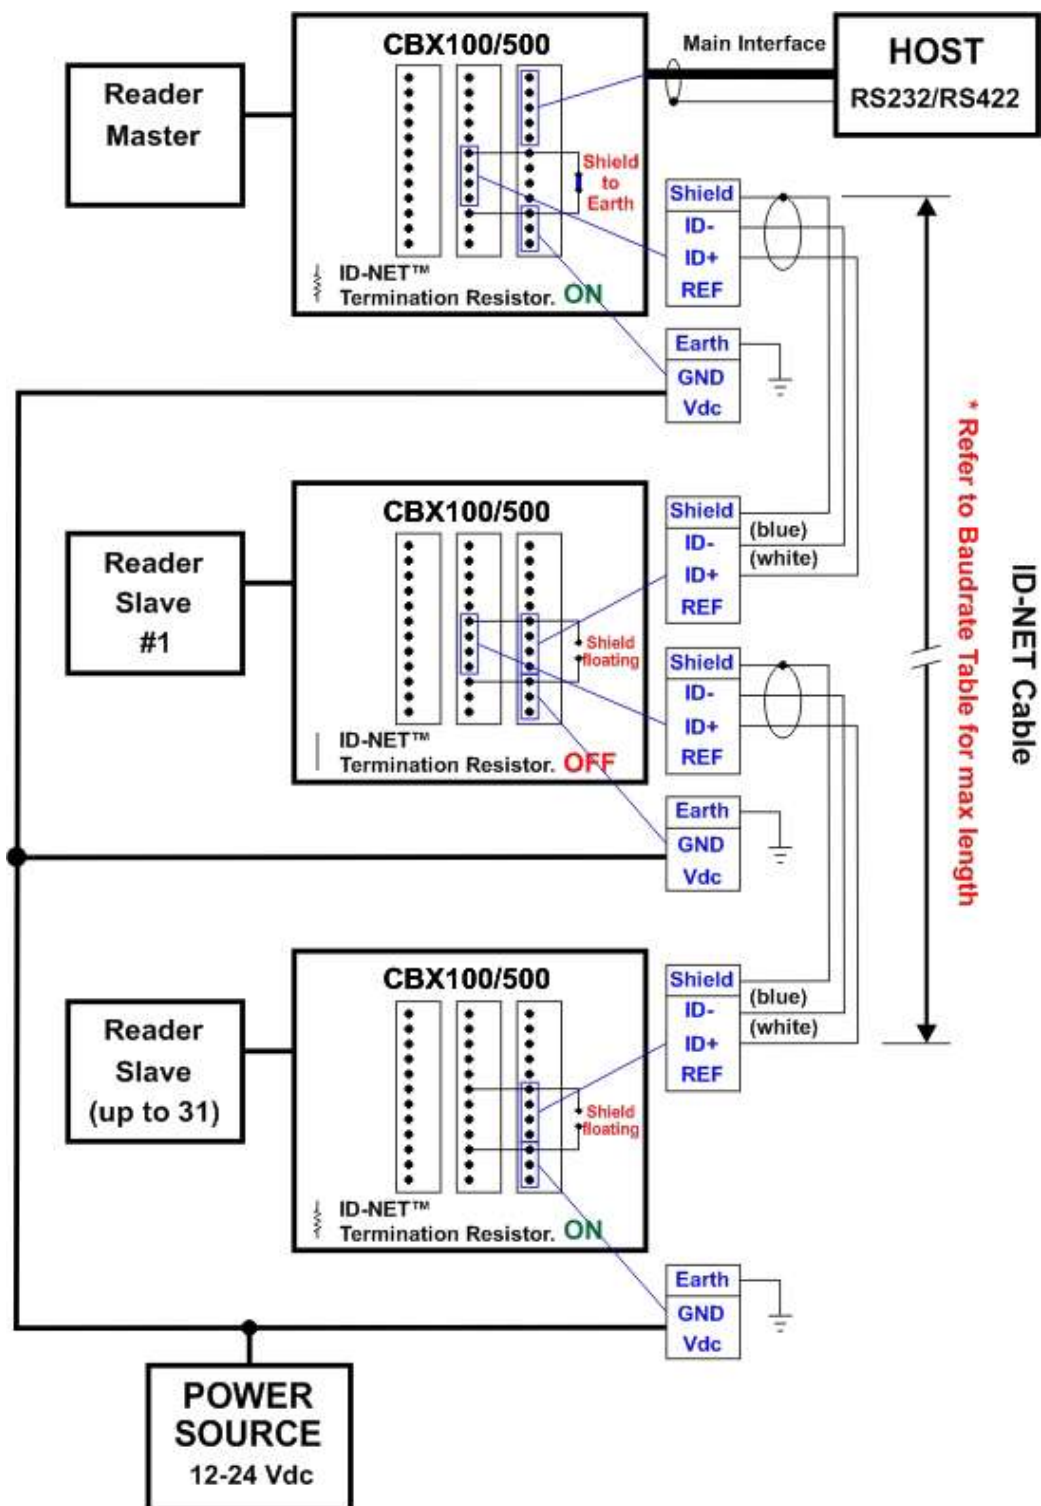 CBX100/500
Main Interface
HOST
RS232/RS422
Reader
Master
Shield
to
Earth
ID-NET™
Termination Resistor. ON
Shield
ID-
ID+
REF
Earth
GND
Vdc
CBX100/500
Reader
Slave
#1
Shield
floating
ID-NET™
Termination Resistor. OFF
Shield
(blue)
ID-
(white)
ID+
REF
Shield
ID-
ID+
REF
Earth
GND
Vdc
ID-NET Cable
* Refer to Baudrate Table for max length
CBX100/500
Reader
Slave
(up to 31)
Shield
floating
ID-NET™
Termination Resistor. ON
Shield
(blue)
ID-
(white)
ID+
REF
Earth
GND
Vdc
POWER
SOURCE
12-24 Vdc